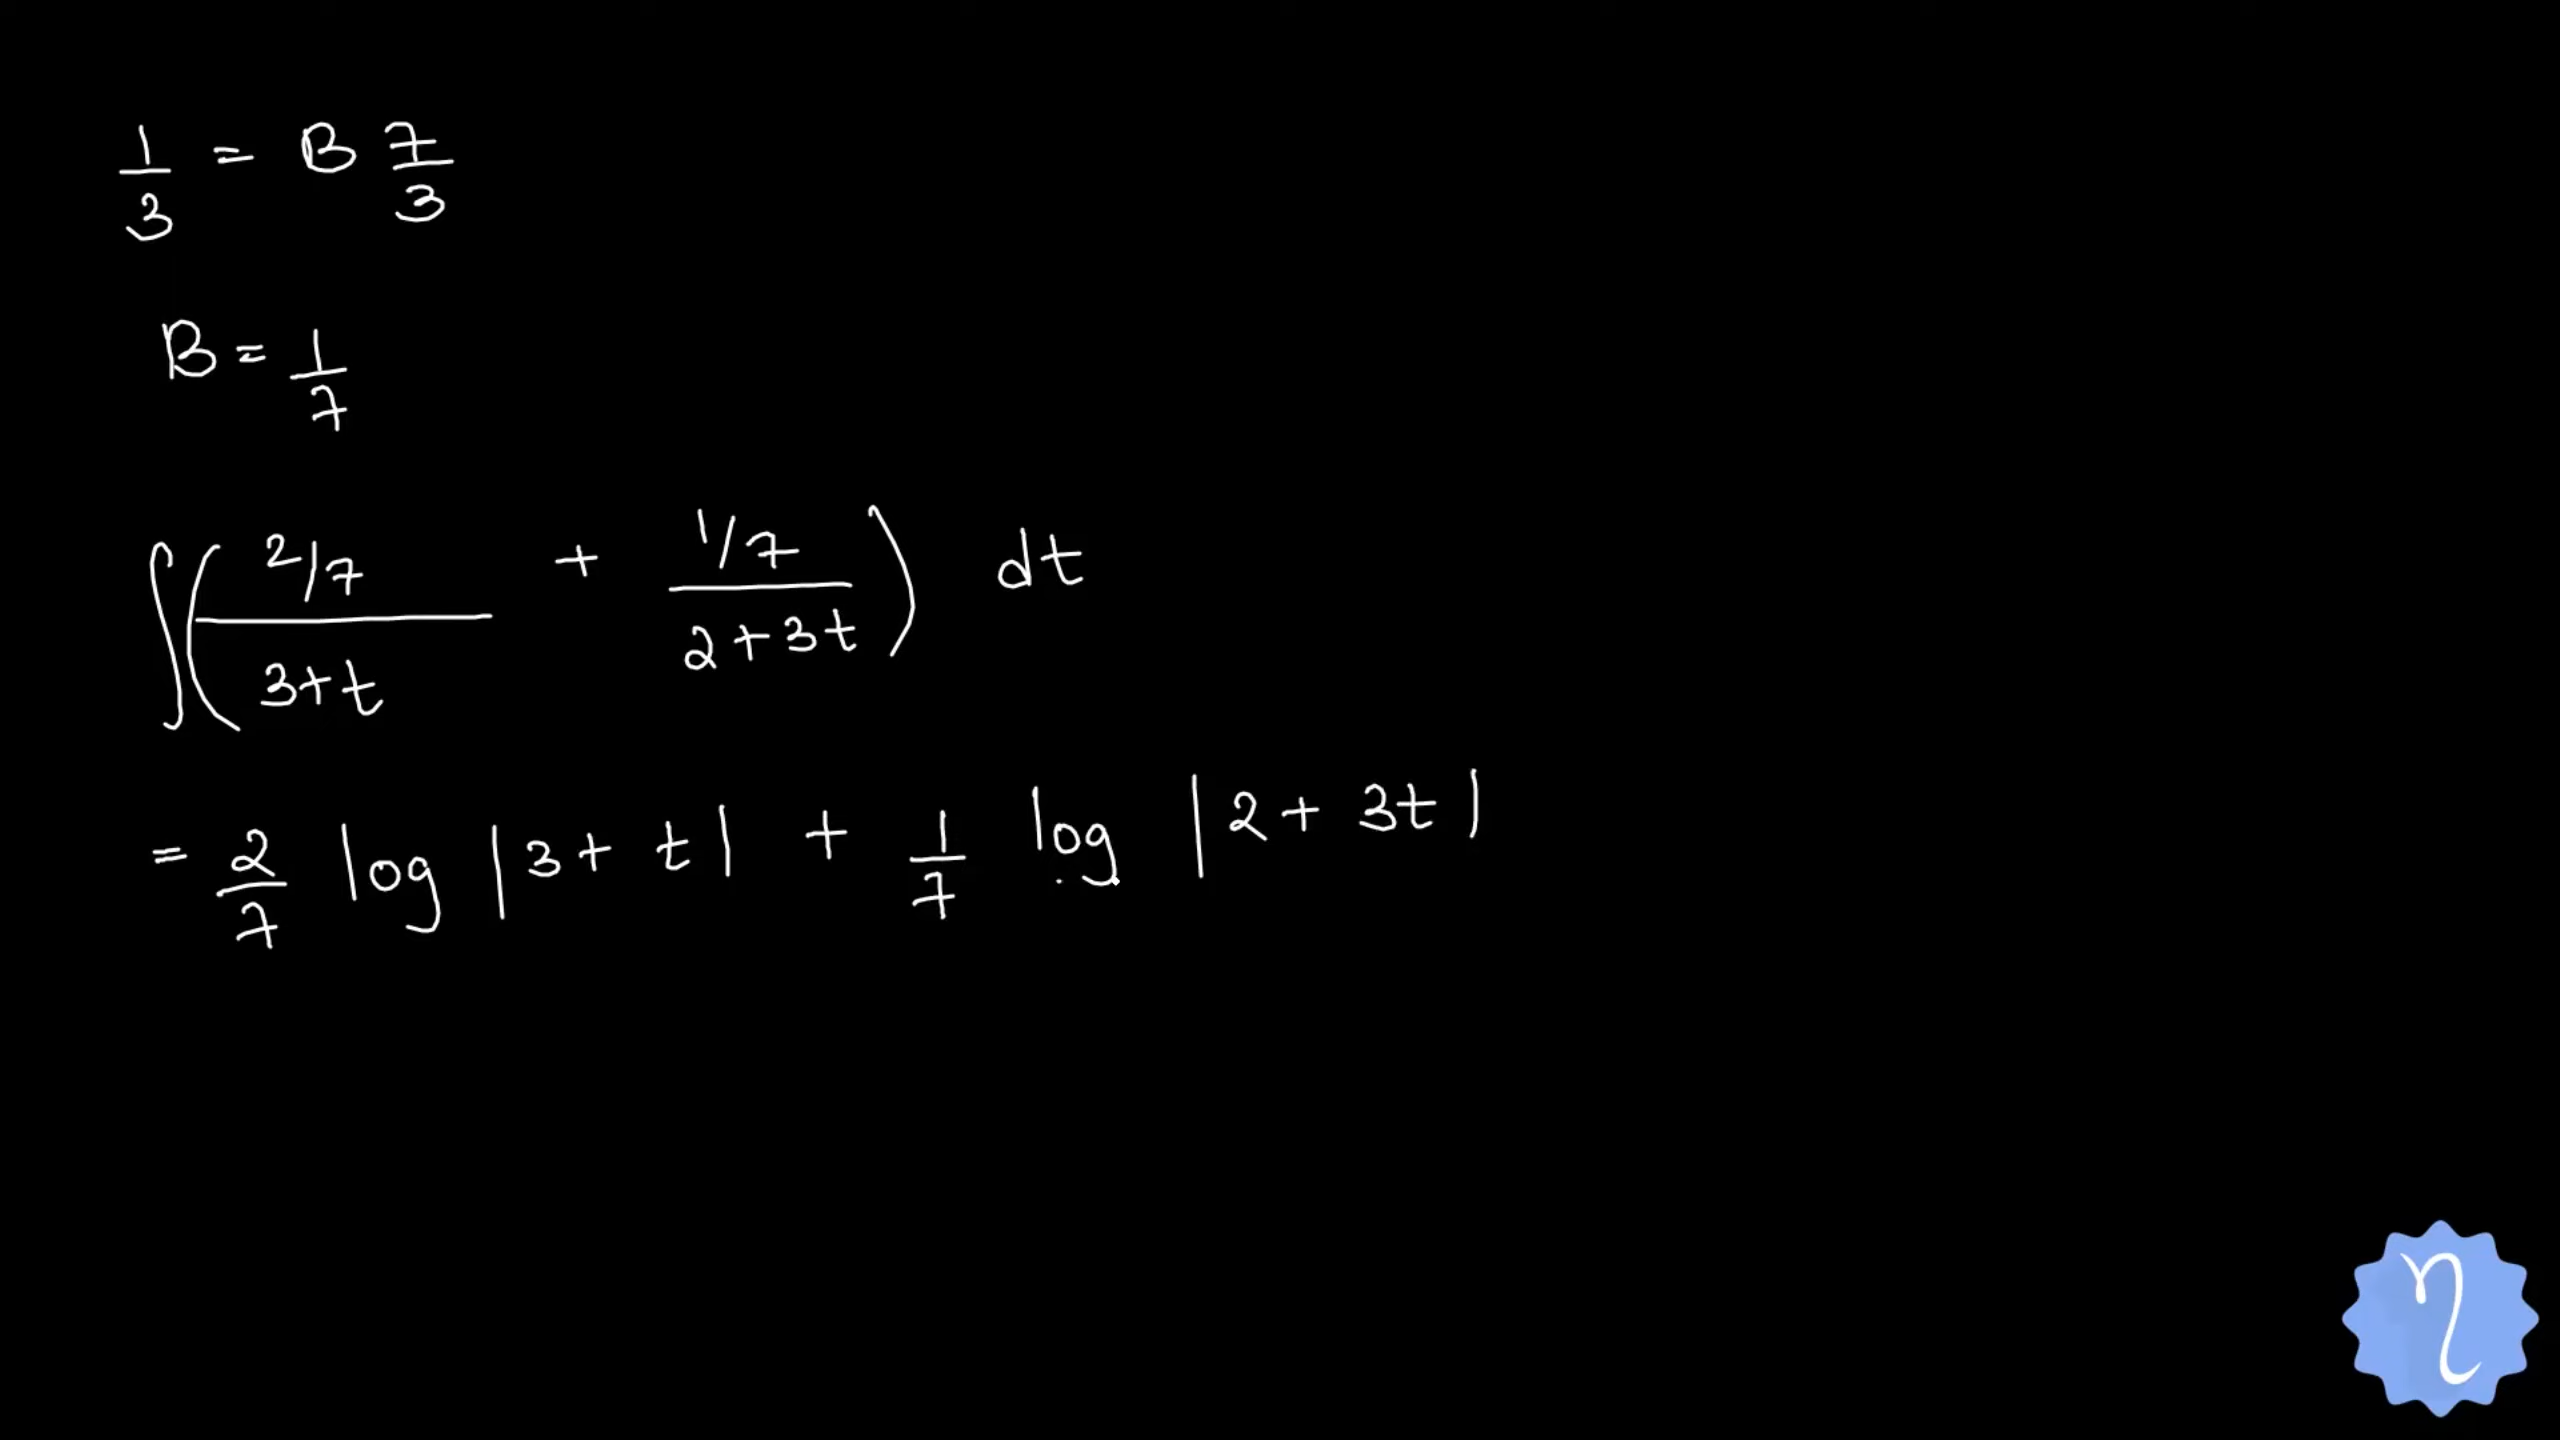 1/3 = B 7/3
B = 1/7
∫( (2/7)/(3+t) + (1/7)/(2+3t) ) dt
= 2/7 log |3+t| + 1/7 log |2+3t|
η